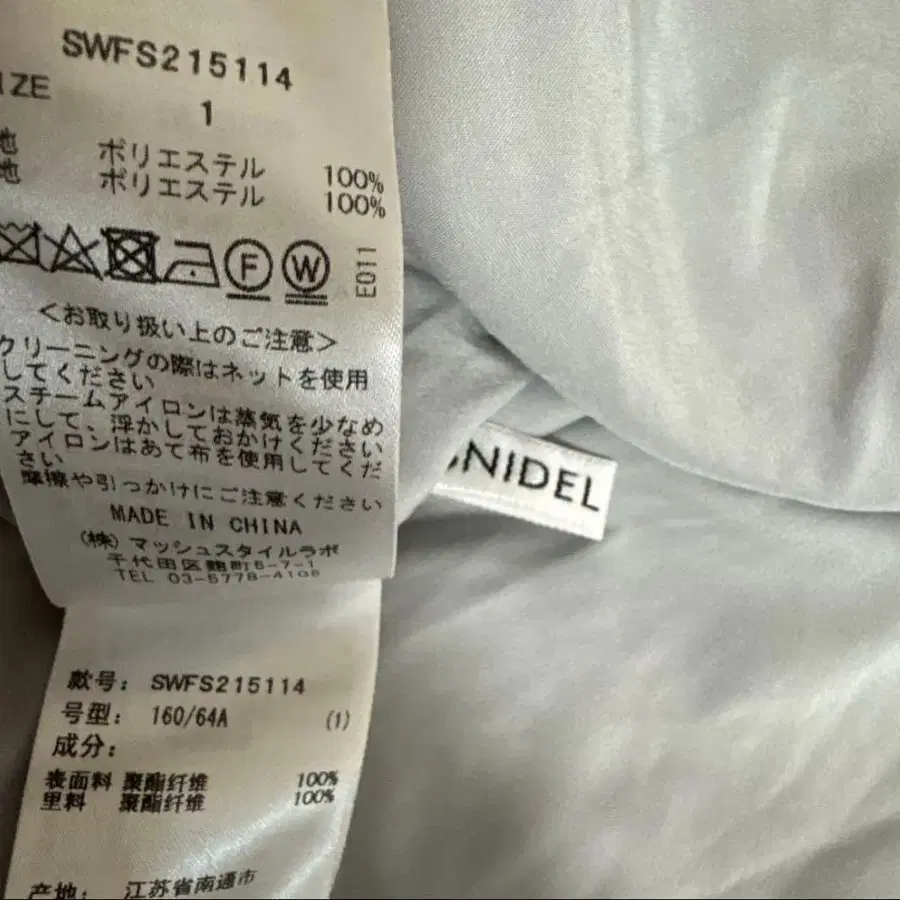 SWFS215114
IZE
1
地 ポリエステル 100%
地 ポリエステル 100%
F W E011
<お取り扱い上のご注意>
クリーニングの際はネットを使用
してください
スチームアイロンは蒸気を少なめ
にして、浮かしておかけください
アイロンはあて布を使用してくだ
さい
摩擦や引っかけにご注意ください
MADE IN CHINA
(株)マッシュスタイルラボ
千代田区麹町5-7-1
TEL 03-5778-4106
SNIDEL
款号: SWFS215114
号型: 160/64A (1)
成分:
表面料 聚酯纤维 100%
里料 聚酯纤维 100%
产地: 江苏省南通市